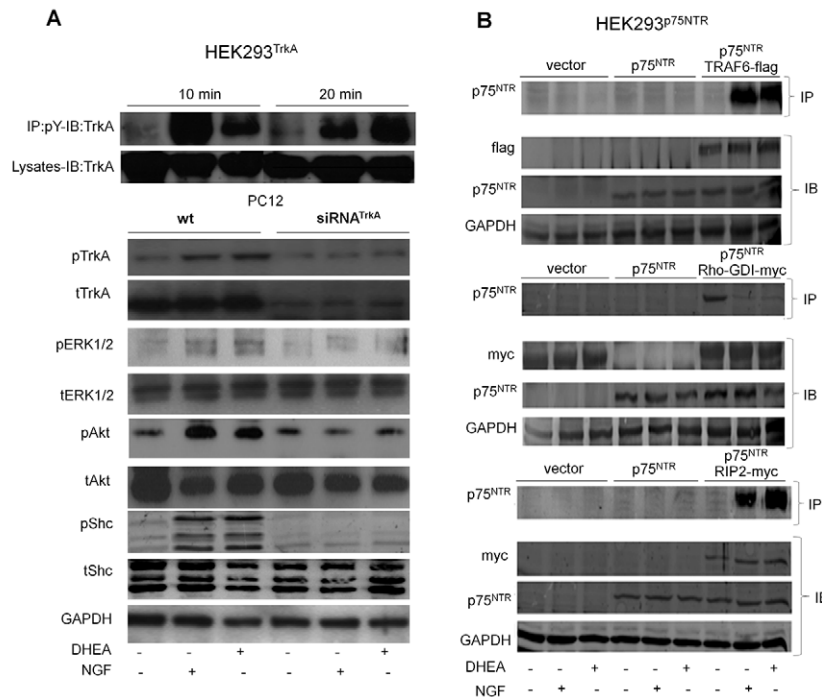 A
HEK293TrkA
10 min 20 min
IP:pY-IB:TrkA
Lysates-IB:TrkA
PC12
wt siRNATrkA
pTrkA
tTrkA
pERK1/2
tERK1/2
pAkt
tAkt
pShc
tShc
GAPDH
DHEA - - + - - +
NGF - + - - + -
B
HEK293p75NTR
vector p75NTR p75NTR TRAF6-flag
p75NTR IP
flag
p75NTR IB
GAPDH
vector p75NTR p75NTR Rho-GDI-myc
p75NTR IP
myc
p75NTR IB
GAPDH
vector p75NTR p75NTR RIP2-myc
p75NTR IP
myc
p75NTR
GAPDH
DHEA - - + - - + - - +
NGF - + - - + - - + -